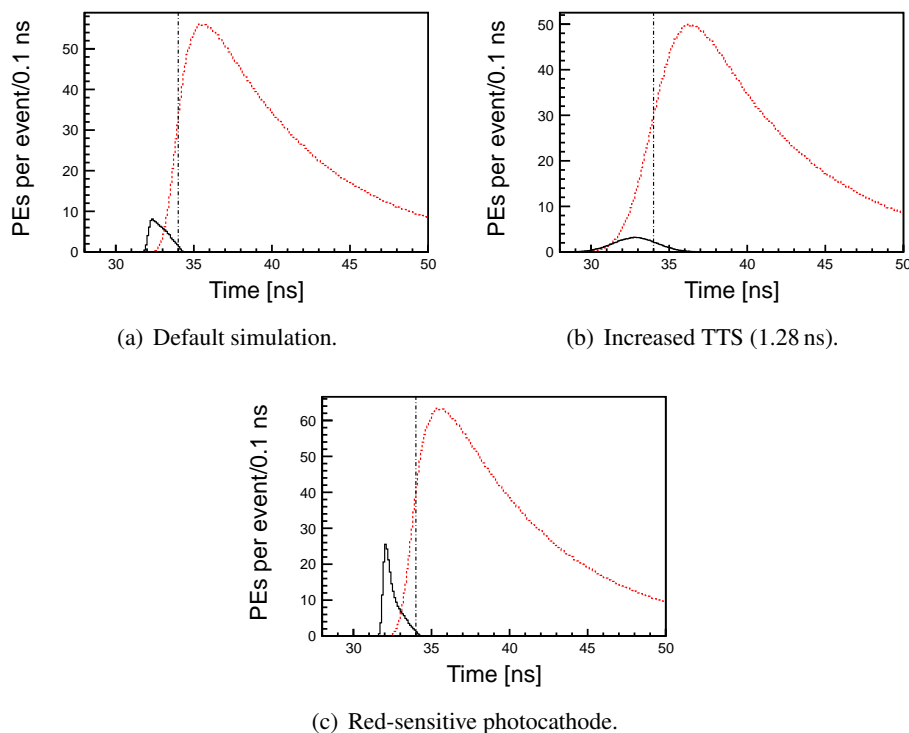 PEs per event/0.1 ns
50
40
30
20
10
0
30 35 40 45 50
Time [ns]
(a) Default simulation.
PEs per event/0.1 ns
50
40
30
20
10
0
30 35 40 45 50
Time [ns]
(b) Increased TTS (1.28 ns).
PEs per event/0.1 ns
60
50
40
30
20
10
0
30 35 40 45 50
Time [ns]
(c) Red-sensitive photocathode.